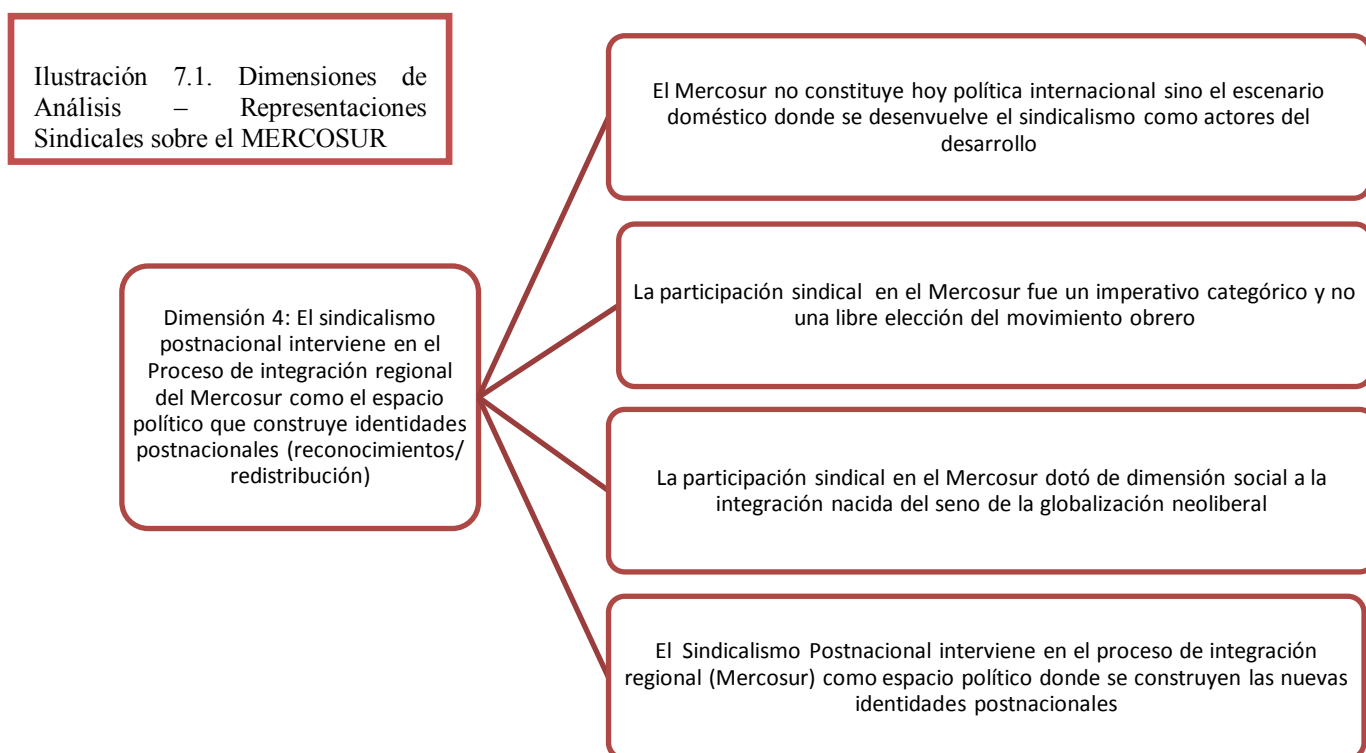 Ilustración 7.1. Dimensiones de
Análisis – Representaciones
Sindicales sobre el MERCOSUR
Dimensión 4: El sindicalismo
postnacional interviene en el
Proceso de integración regional
del Mercosur como el espacio
político que construye identidades
postnacionales (reconocimientos/
redistribución)
El Mercosur no constituye hoy política internacional sino el escenario
doméstico donde se desenvuelve el sindicalismo como actores del
desarrollo
La participación sindical en el Mercosur fue un imperativo categórico y no
una libre elección del movimiento obrero
La participación sindical en el Mercosur dotó de dimensión social a la
integración nacida del seno de la globalización neoliberal
El Sindicalismo Postnacional interviene en el proceso de integración
regional (Mercosur) como espacio político donde se construyen las nuevas
identidades postnacionales